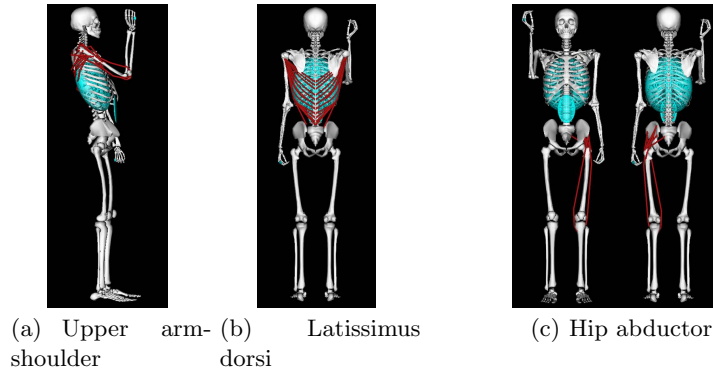 (a) Upper arm-
shoulder
(b) Latissimus
dorsi
(c) Hip abductor